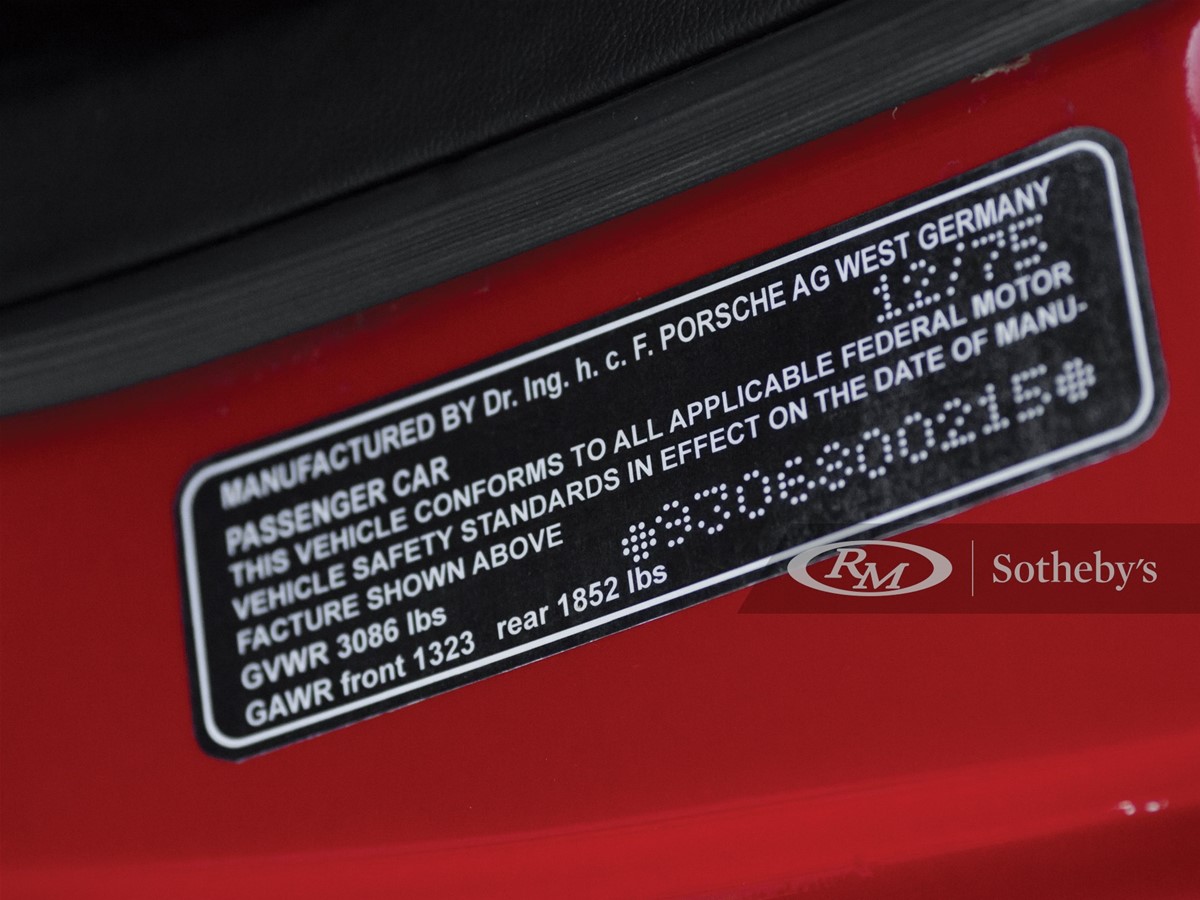 MANUFACTURED BY Dr. Ing. h. c. F. PORSCHE AG WEST GERMANY
12/75
PASSENGER CAR
THIS VEHICLE CONFORMS TO ALL APPLICABLE FEDERAL MOTOR
VEHICLE SAFETY STANDARDS IN EFFECT ON THE DATE OF MANU-
FACTURE SHOWN ABOVE
*9306800215*
GVWR 3086 lbs
GAWR front 1323 rear 1852 lbs
RM Sotheby's